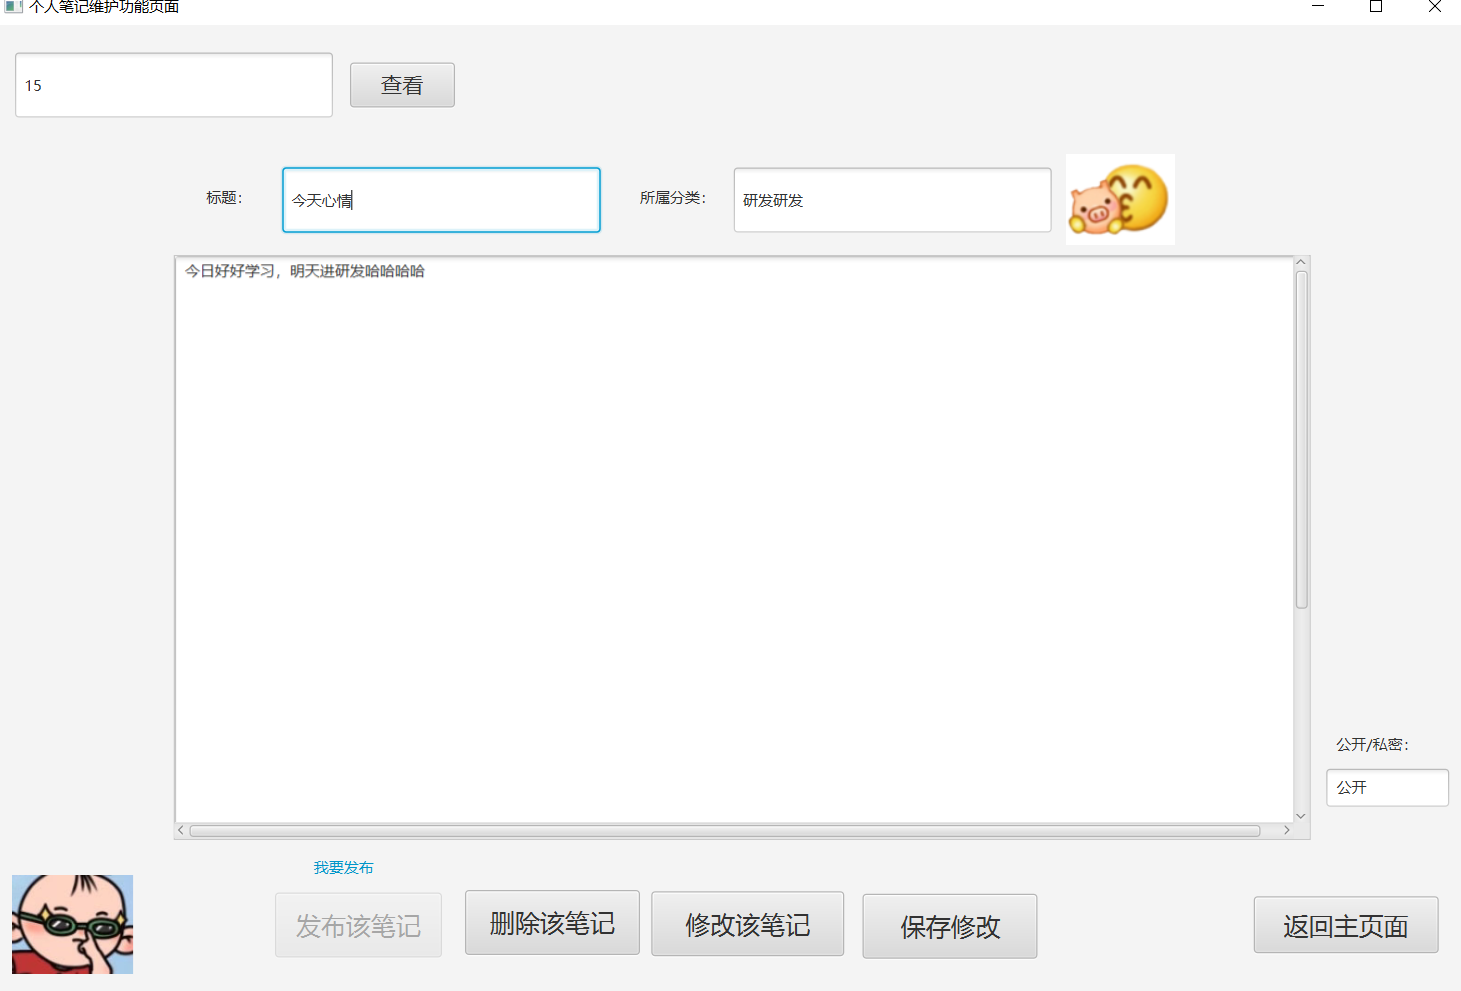 个人笔记维护功能页面
15
查看
标题：
今天心情
所属分类：
研发研发
今日好好学习，明天进研发哈哈哈哈
公开/私密：
公开
我要发布
发布该笔记
删除该笔记
修改该笔记
保存修改
返回主页面